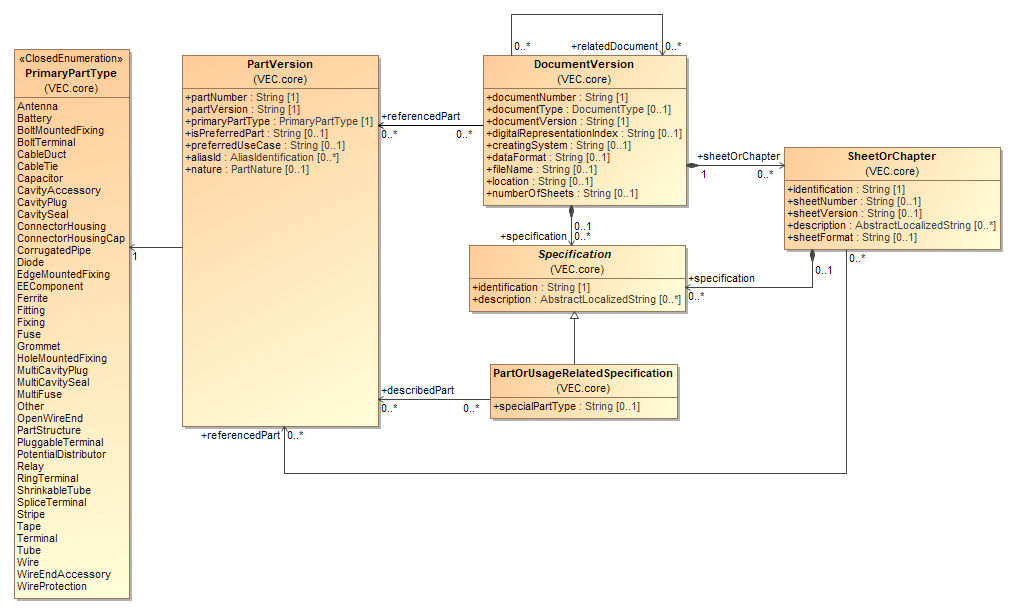 «ClosedEnumeration»
PrimaryPartType
(VEC.core)
Antenna
Battery
BoltMountedFixing
BoltTerminal
CableDuct
CableTie
Capacitor
CavityAccessory
CavityPlug
CavitySeal
ConnectorHousing
ConnectorHousingCap
CorrugatedPipe
Diode
EdgeMountedFixing
EEComponent
Ferrite
Fitting
Fixing
Fuse
Grommet
HoleMountedFixing
MultiCavityPlug
MultiCavitySeal
MultiFuse
Other
OpenWireEnd
PartStructure
PluggableTerminal
PotentialDistributor
Relay
RingTerminal
ShrinkableTube
SpliceTerminal
Stripe
Tape
Terminal
Tube
Wire
WireEndAccessory
WireProtection
1
PartVersion
(VEC.core)
+partNumber : String [1]
+partVersion : String [1]
+primaryPartType : PrimaryPartType [1]
+isPreferredPart : String [0..1]
+preferredUseCase : String [0..1]
+aliasId : AliasIdentification [0..*]
+nature : PartNature [0..1]
+referencedPart
0..* 0..*
+describedPart
0..* 0..*
+referencedPart 0..*
0..* +relatedDocument 0..*
DocumentVersion
(VEC.core)
+documentNumber : String [1]
+documentType : DocumentType [0..1]
+documentVersion : String [1]
+digitalRepresentationIndex : String [0..1]
+creatingSystem : String [0..1]
+dataFormat : String [0..1]
+fileName : String [0..1]
+location : String [0..1]
+numberOfSheets : String [0..1]
0..1
+specification 0..*
Specification
(VEC.core)
+identification : String [1]
+description : AbstractLocalizedString [0..*]
PartOrUsageRelatedSpecification
(VEC.core)
+specialPartType : String [0..1]
+sheetOrChapter
1 0..*
SheetOrChapter
(VEC.core)
+identification : String [1]
+sheetNumber : String [0..1]
+sheetVersion : String [0..1]
+description : AbstractLocalizedString [0..*]
+sheetFormat : String [0..1]
0..*
0..1
+specification
0..*